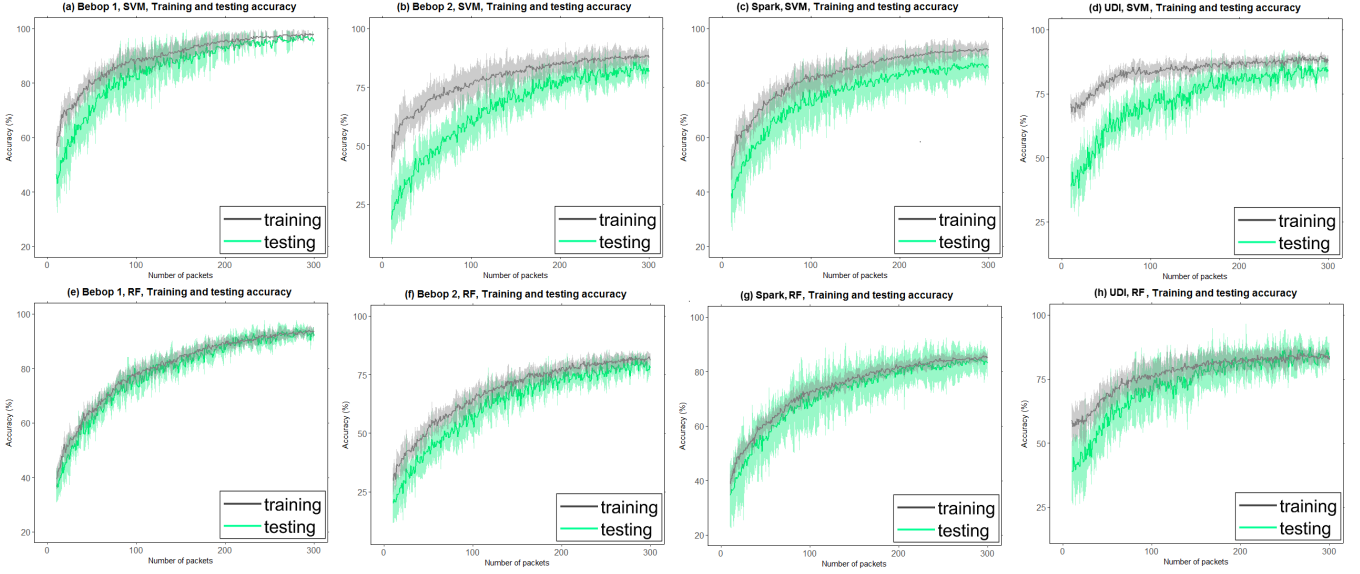 (a) Bebop 1, SVM, Training and testing accuracy
100
80
60
40
20
Accuracy (%)
0
100
200
300
Number of packets
training
testing
(b) Bebop 2, SVM, Training and testing accuracy
100
75
50
25
Accuracy (%)
0
100
200
300
Number of packets
training
testing
(c) Spark,SVM, Training and testing accuracy
100
80
60
40
20
Accuracy (%)
0
100
200
300
Number of packets
training
testing
(d) UDI, SVM, Training and testing accuracy
100
75
50
25
Accuracy (%)
0
100
200
300
Number of packets
training
testing
(e) Bebop 1, RF, Training and testing accuracy
100
80
60
40
20
Accuracy (%)
0
100
200
300
Number of packets
training
testing
(f) Bebop 2, RF, Training and testing accuracy
100
75
50
25
Accuracy (%)
0
100
200
300
Number of packets
training
testing
(g) Spark, RF, Training and testing accuracy
100
80
60
40
20
Accuracy (%)
0
100
200
300
Number of packets
training
testing
(h) UDI, RF , Training and testing accuracy
100
75
50
25
Accuracy (%)
0
100
200
300
Number of packets
training
testing